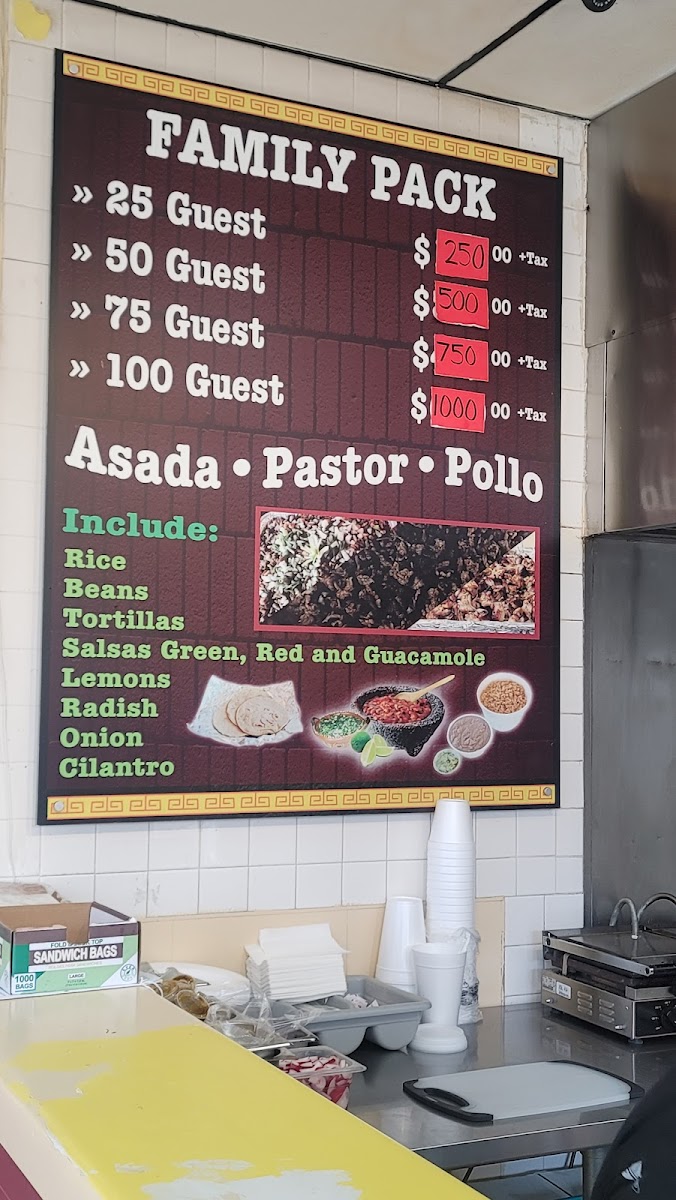 FAMILY PACK
» 25 Guest $ 250 00 +Tax
» 50 Guest $ 500 00 +Tax
» 75 Guest $ 750 00 +Tax
» 100 Guest $ 1000 00 +Tax
Asada • Pastor • Pollo
Include:
Rice
Beans
Tortillas
Salsas Green, Red and Guacamole
Lemons
Radish
Onion
Cilantro
SANDWICH BAGS
1000
BAGS
LARGE